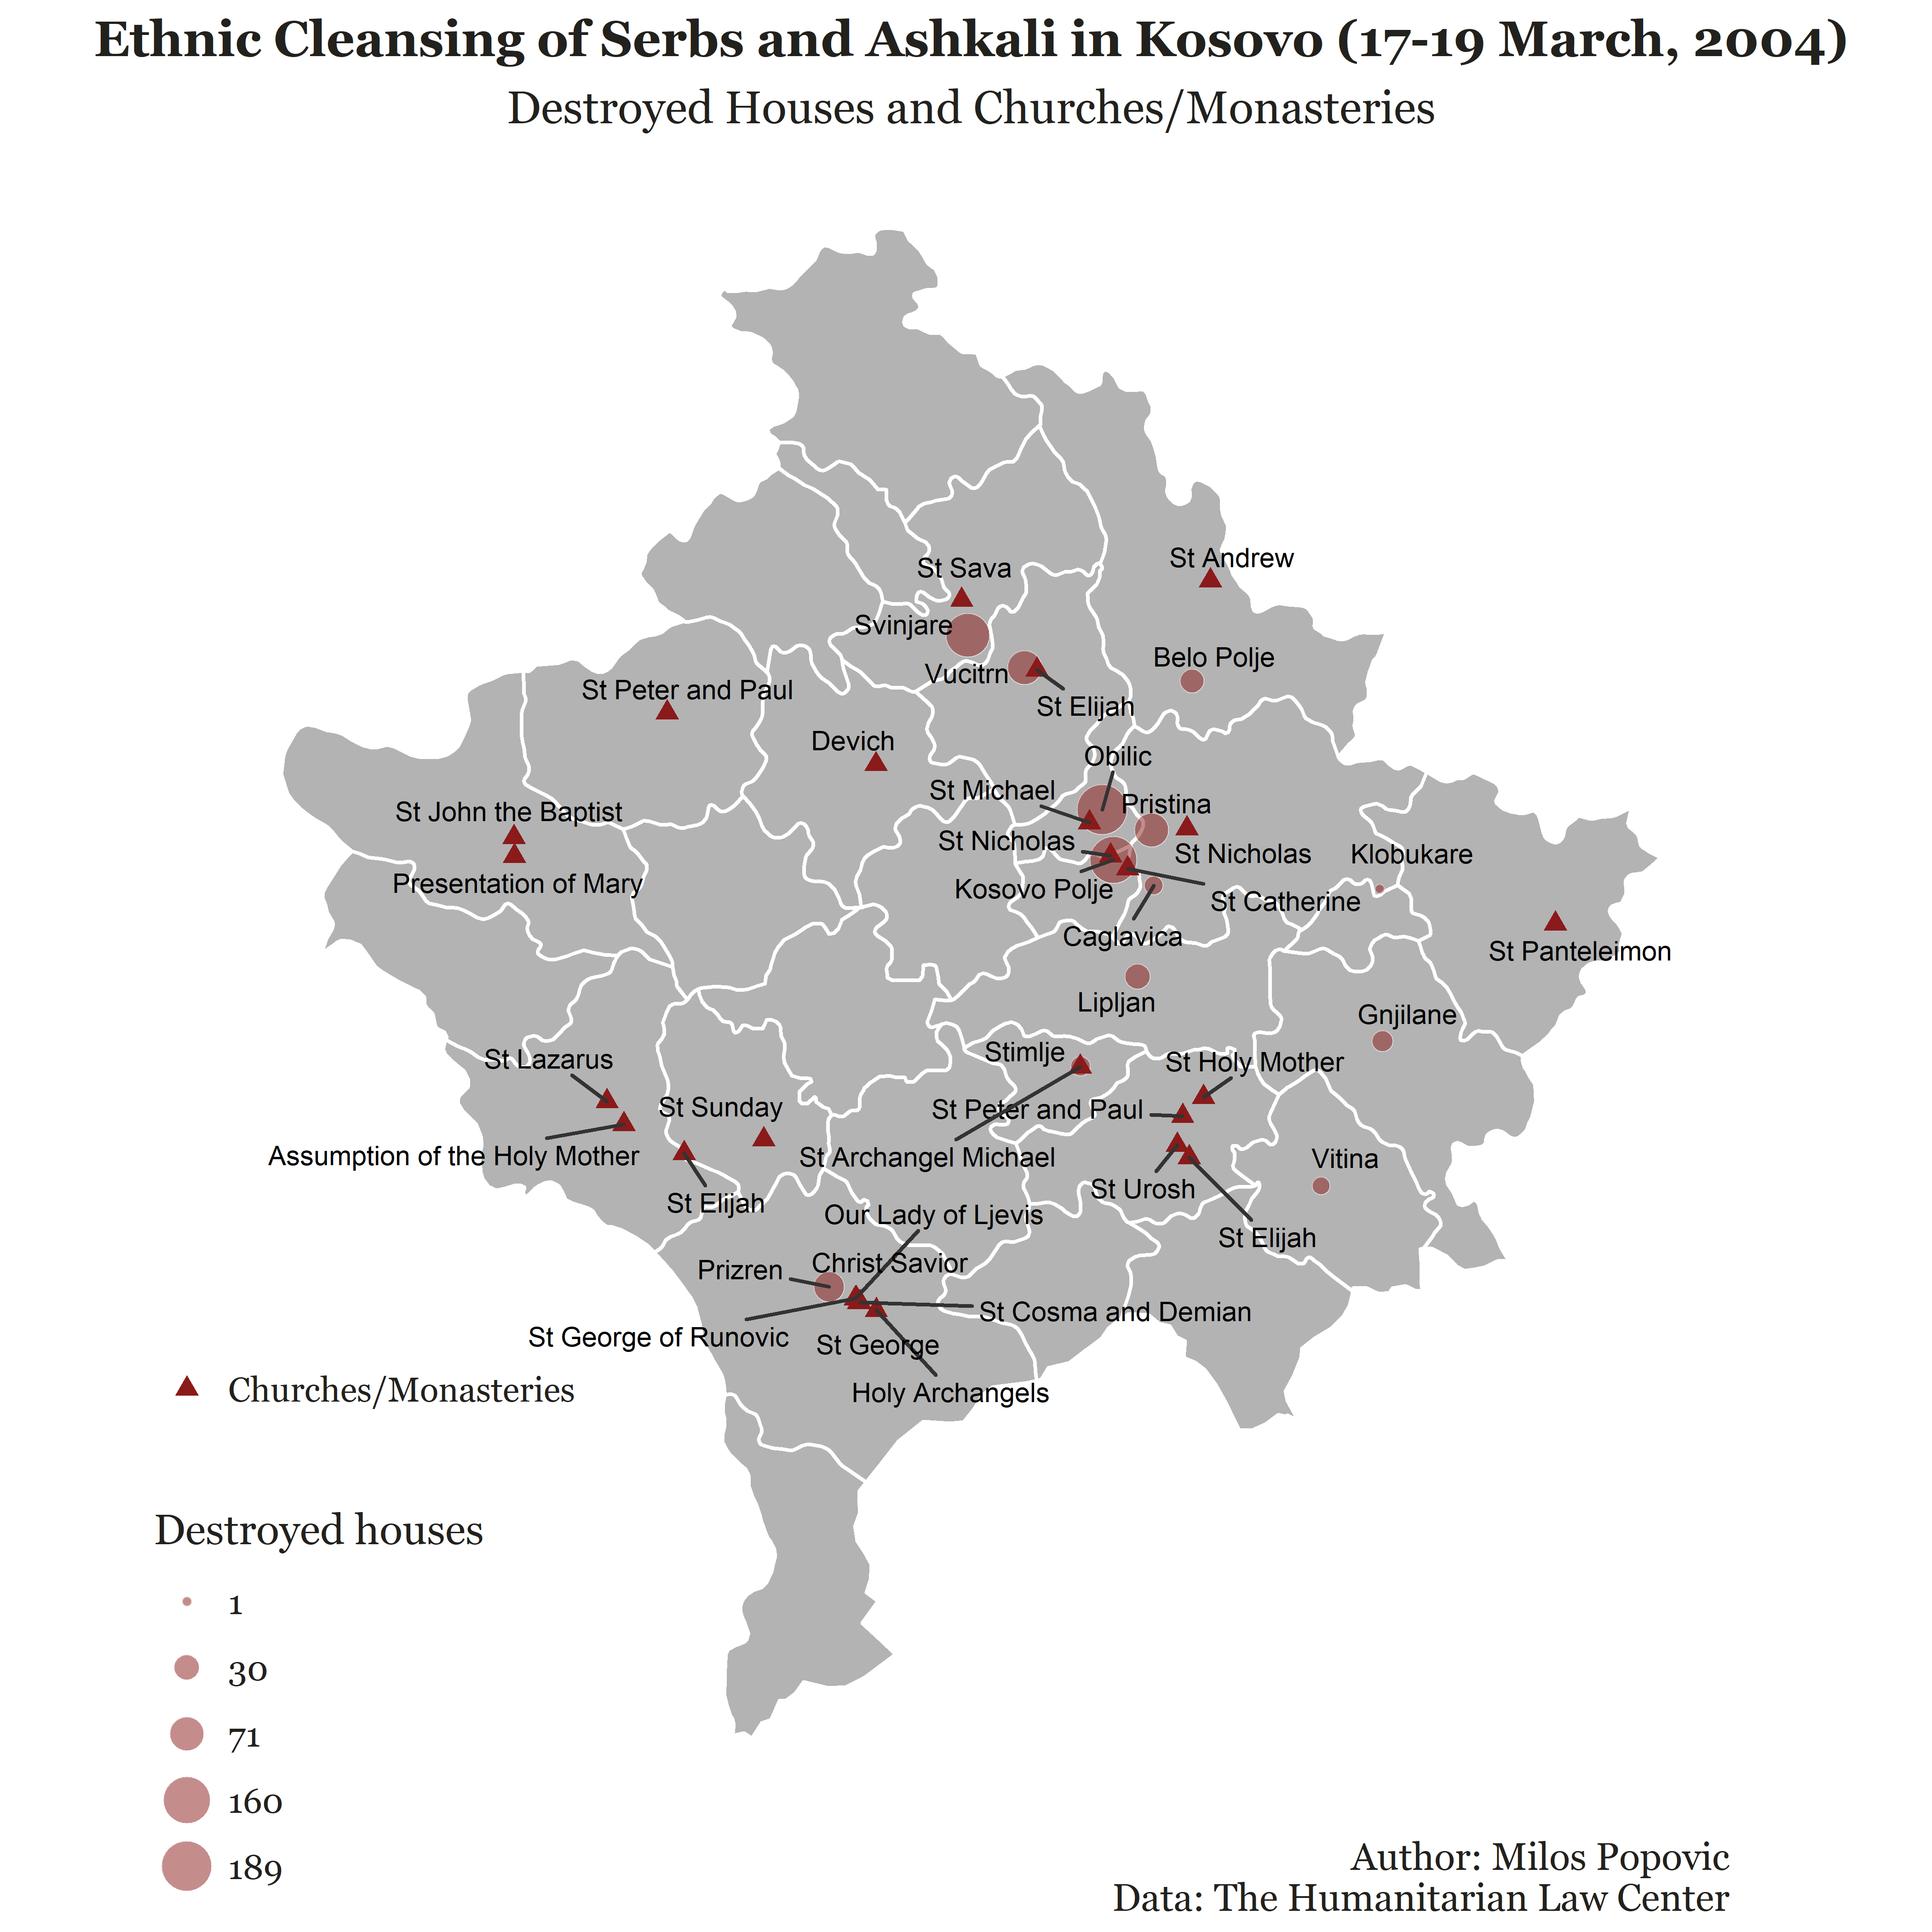 Ethnic Cleansing of Serbs and Ashkali in Kosovo (17-19 March, 2004)
Destroyed Houses and Churches/Monasteries
St Andrew
St Sava
Svinjare
Belo Polje
Vucitrn
St Peter and Paul
St Elijah
Devich
Obilic
St Michael
Pristina
St John the Baptist
St Nicholas
St Nicholas
Klobukare
Presentation of Mary
Kosovo Polje
St Catherine
Caglavica
St Panteleimon
Lipljan
Gnjilane
Stimlje
St Lazarus
St Holy Mother
St Sunday
St Peter and Paul
Assumption of the Holy Mother
St Archangel Michael
Vitina
St Urosh
St Elijah
Our Lady of Ljevis
St Elijah
Christ Savior
Prizren
St Cosma and Demian
St George of Runovic
St George
Holy Archangels
Churches/Monasteries
Destroyed houses
1
30
71
160
189
Author: Milos Popovic
Data: The Humanitarian Law Center